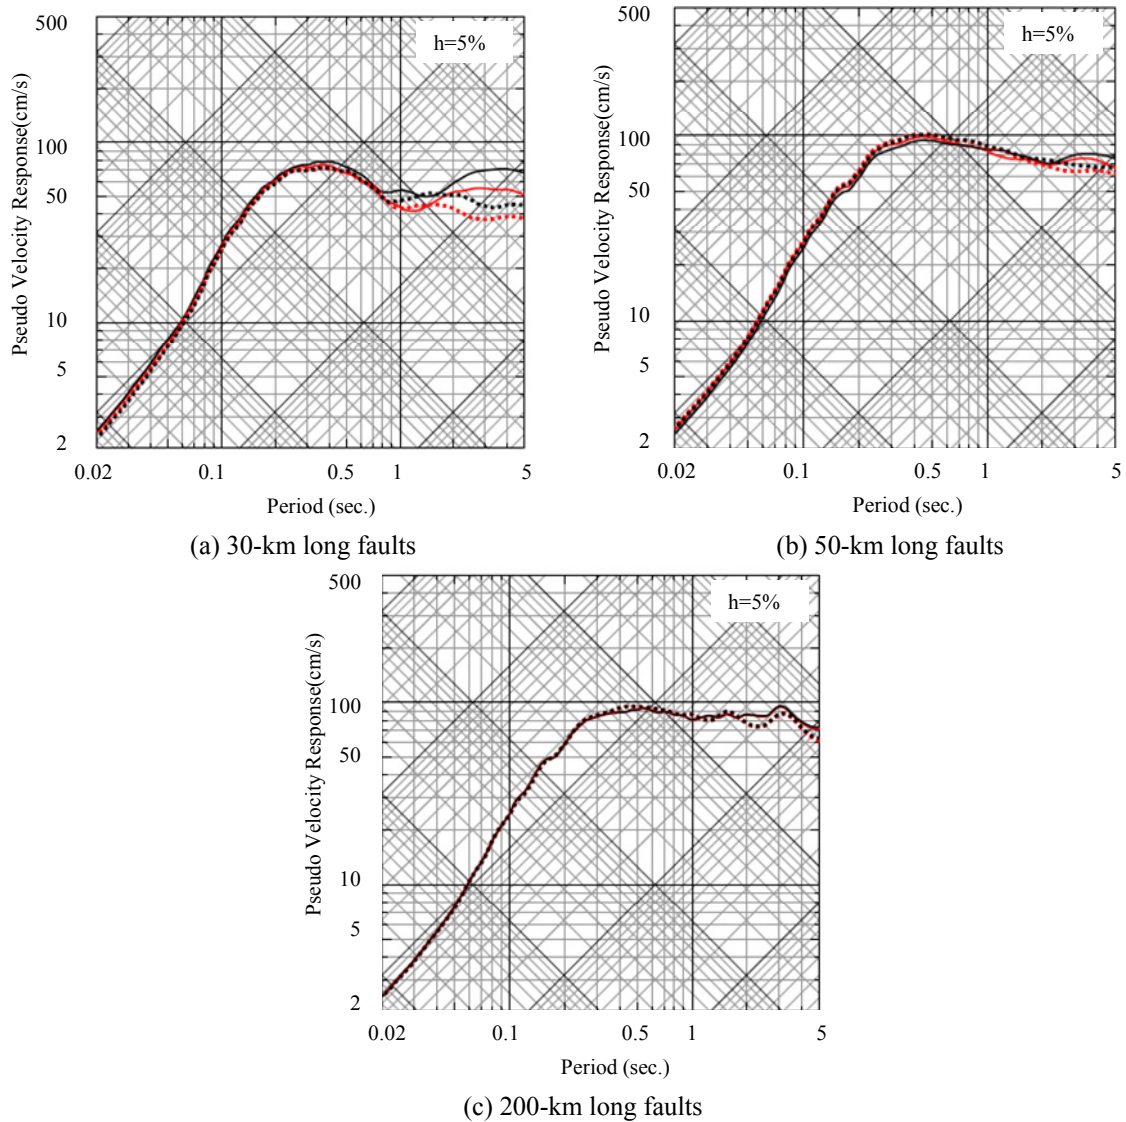 500
h=5%
100
50
10
5
2
Pseudo Velocity Response(cm/s)
0.02 0.1 0.5 1 5
Period (sec.)
(a) 30-km long faults
500
h=5%
100
50
10
5
2
Pseudo Velocity Response(cm/s)
0.02 0.1 0.5 1 5
Period (sec.)
(b) 50-km long faults
500
h=5%
100
50
10
5
2
Pseudo Velocity Response(cm/s)
0.02 0.1 0.5 1 5
Period (sec.)
(c) 200-km long faults